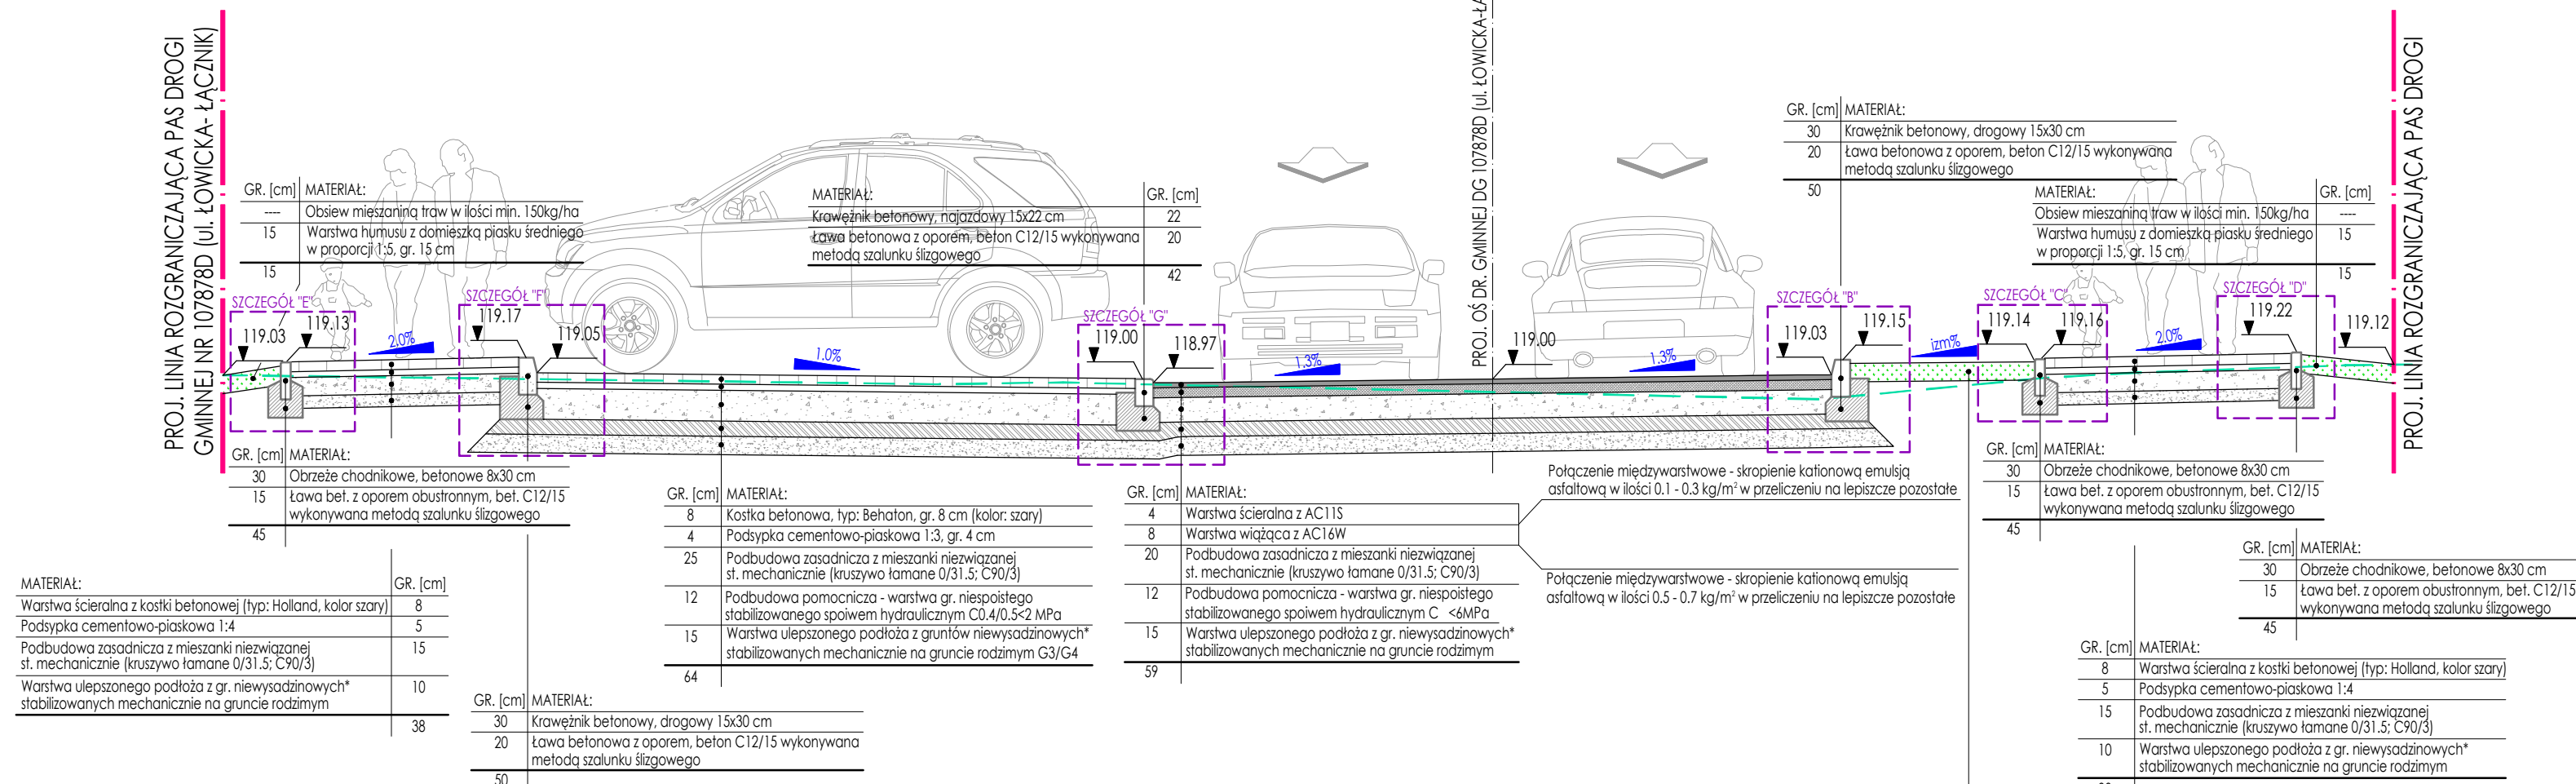 PROJ. LINIA ROZGRANICZAJĄCA PAS DROGI
GMINNEJ NR 107878D (ul. ŁOWICKA- ŁĄCZNIK)
GR. [cm] MATERIAŁ:
---- Obsiew mieszaniną traw w ilości min. 150kg/ha
15 Warstwa humusu z domieszką piasku średniego
w proporcji 1:5, gr. 15 cm
15
MATERIAŁ: GR. [cm]
Krawężnik betonowy, najazdowy 15x22 cm 22
Ława betonowa z oporem, beton C12/15 wykonywana 20
metodą szalunku ślizgowego
42
PROJ. OŚ DR. GMINNEJ DG 107878D (ul. ŁOWICKA-ŁĄ
GR. [cm] MATERIAŁ:
30 Krawężnik betonowy, drogowy 15x30 cm
20 Ława betonowa z oporem, beton C12/15 wykonywana
metodą szalunku ślizgowego
50
MATERIAŁ: GR. [cm]
Obsiew mieszaniną traw w ilości min. 150kg/ha ----
Warstwa humusu z domieszką piasku średniego 15
w proporcji 1:5, gr. 15 cm
15
PROJ. LINIA ROZGRANICZAJĄCA PAS DROGI
SZCZEGÓŁ "E"
119.03
119.13
2.0%
SZCZEGÓŁ "F"
119.17
119.05
1.0%
SZCZEGÓŁ "G"
119.00
118.97
1.3%
119.00
1.3%
SZCZEGÓŁ "B"
119.03
119.15
izm%
SZCZEGÓŁ "C"
119.14
119.16
2.0%
SZCZEGÓŁ "D"
119.22
119.12
GR. [cm] MATERIAŁ:
30 Obrzeże chodnikowe, betonowe 8x30 cm
15 Ława bet. z oporem obustronnym, bet. C12/15
wykonywana metodą szalunku ślizgowego
45
MATERIAŁ: GR. [cm]
Warstwa ścieralna z kostki betonowej (typ: Holland, kolor szary) 8
Podsypka cementowo-piaskowa 1:4 5
Podbudowa zasadnicza z mieszanki niezwiązanej 15
st. mechanicznie (kruszywo łamane 0/31.5; C90/3)
Warstwa ulepszonego podłoża z gr. niewysadzinowych* 10
stabilizowanych mechanicznie na gruncie rodzimym
38
GR. [cm] MATERIAŁ:
30 Krawężnik betonowy, drogowy 15x30 cm
20 Ława betonowa z oporem, beton C12/15 wykonywana
metodą szalunku ślizgowego
50
GR. [cm] MATERIAŁ:
8 Kostka betonowa, typ: Behaton, gr. 8 cm (kolor: szary)
4 Podsypka cementowo-piaskowa 1:3, gr. 4 cm
25 Podbudowa zasadnicza z mieszanki niezwiązanej
st. mechanicznie (kruszywo łamane 0/31.5; C90/3)
12 Podbudowa pomocnicza - warstwa gr. niespoistego
stabilizowanego spoiwem hydraulicznym C0.4/0.5<2 MPa
15 Warstwa ulepszonego podłoża z gruntów niewysadzinowych*
stabilizowanych mechanicznie na gruncie rodzimym G3/G4
64
GR. [cm] MATERIAŁ:
4 Warstwa ścieralna z AC11S
8 Warstwa wiążąca z AC16W
20 Podbudowa zasadnicza z mieszanki niezwiązanej
st. mechanicznie (kruszywo łamane 0/31.5; C90/3)
12 Podbudowa pomocnicza - warstwa gr. niespoistego
stabilizowanego spoiwem hydraulicznym C <6MPa
15 Warstwa ulepszonego podłoża z gr. niewysadzinowych*
stabilizowanych mechanicznie na gruncie rodzimym
59
Połączenie międzywarstwowe - skropienie kationową emulsją
asfaltową w ilości 0.1 - 0.3 kg/m² w przeliczeniu na lepiszcze pozostałe
Połączenie międzywarstwowe - skropienie kationową emulsją
asfaltową w ilości 0.5 - 0.7 kg/m² w przeliczeniu na lepiszcze pozostałe
GR. [cm] MATERIAŁ:
30 Obrzeże chodnikowe, betonowe 8x30 cm
15 Ława bet. z oporem obustronnym, bet. C12/15
wykonywana metodą szalunku ślizgowego
45
GR. [cm] MATERIAŁ:
30 Obrzeże chodnikowe, betonowe 8x30 cm
15 Ława bet. z oporem obustronnym, bet. C12/15
wykonywana metodą szalunku ślizgowego
45
GR. [cm] MATERIAŁ:
8 Warstwa ścieralna z kostki betonowej (typ: Holland, kolor szary)
5 Podsypka cementowo-piaskowa 1:4
15 Podbudowa zasadnicza z mieszanki niezwiązanej
st. mechanicznie (kruszywo łamane 0/31.5; C90/3)
10 Warstwa ulepszonego podłoża z gr. niewysadzinowych*
stabilizowanych mechanicznie na gruncie rodzimym